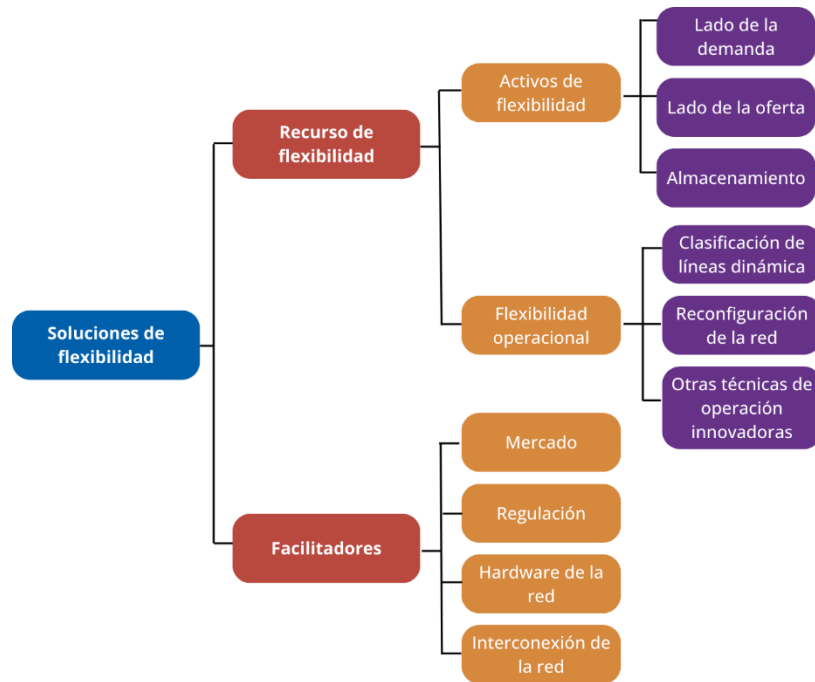 Soluciones de
flexibilidad
Recurso de
flexibilidad
Activos de
flexibilidad
Lado de la
demanda
Lado de la oferta
Almacenamiento
Flexibilidad
operacional
Clasificación de
líneas dinámica
Reconfiguración
de la red
Otras técnicas de
operación
innovadoras
Facilitadores
Mercado
Regulación
Hardware de la
red
Interconexión de
la red